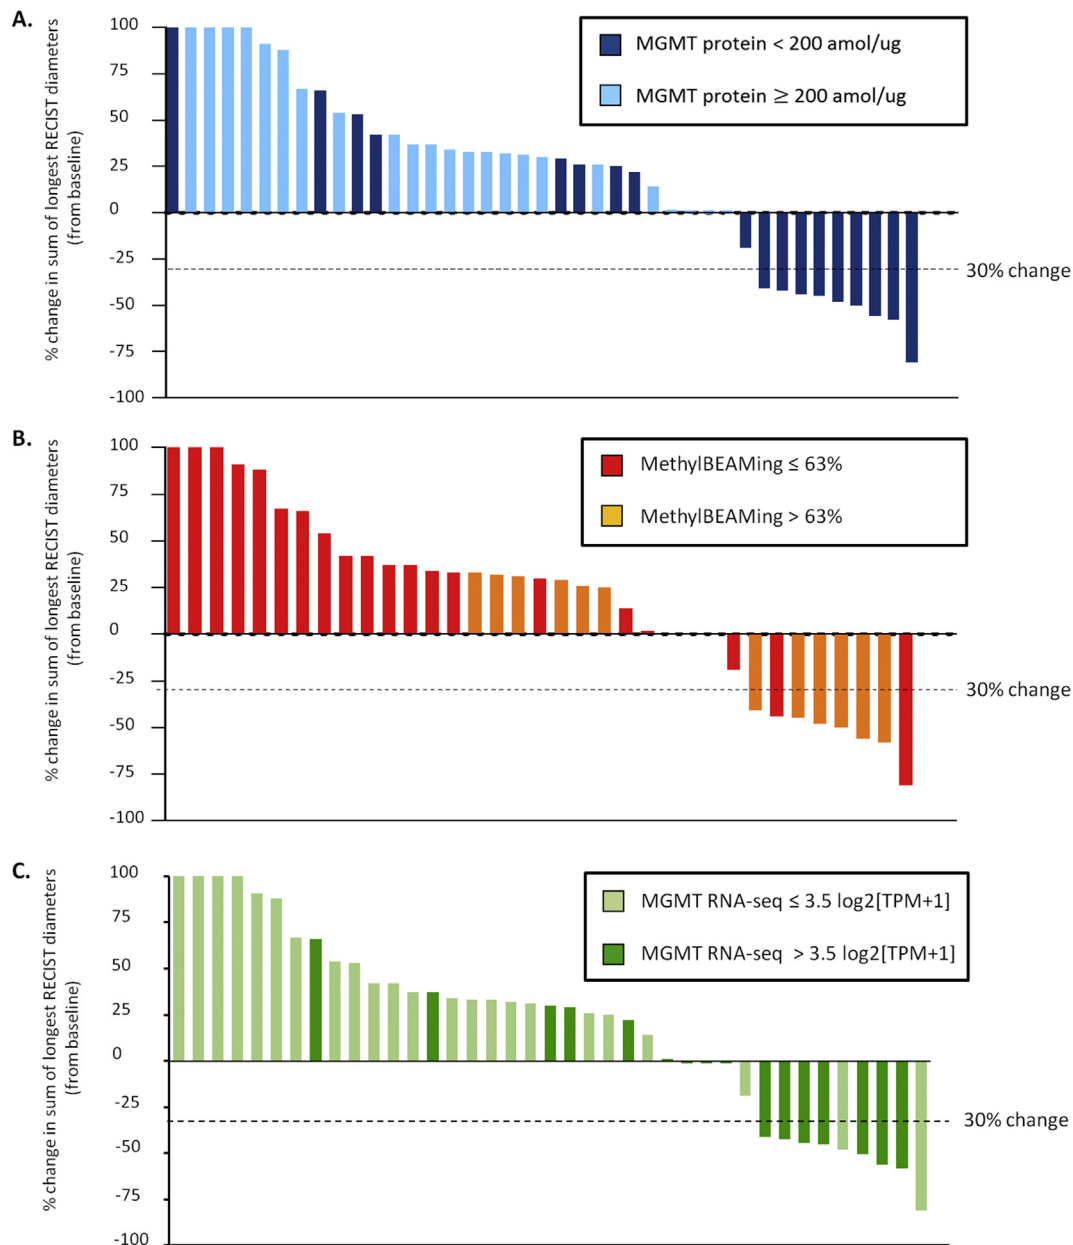 A.
100
75
50
25
0
-25
-50
-75
-100
% change in sum of longest RECIST diameters
(from baseline)
MGMT protein < 200 amol/ug
MGMT protein ≥ 200 amol/ug
30% change
B.
100
75
50
25
0
-25
-50
-75
-100
% change in sum of longest RECIST diameters
(from baseline)
MethylBEAMing ≤ 63%
MethylBEAMing > 63%
30% change
C.
100
75
50
25
0
-25
-50
-75
-100
% change in sum of longest RECIST diameters
(from baseline)
MGMT RNA-seq ≤ 3.5 log2[TPM+1]
MGMT RNA-seq > 3.5 log2[TPM+1]
30% change